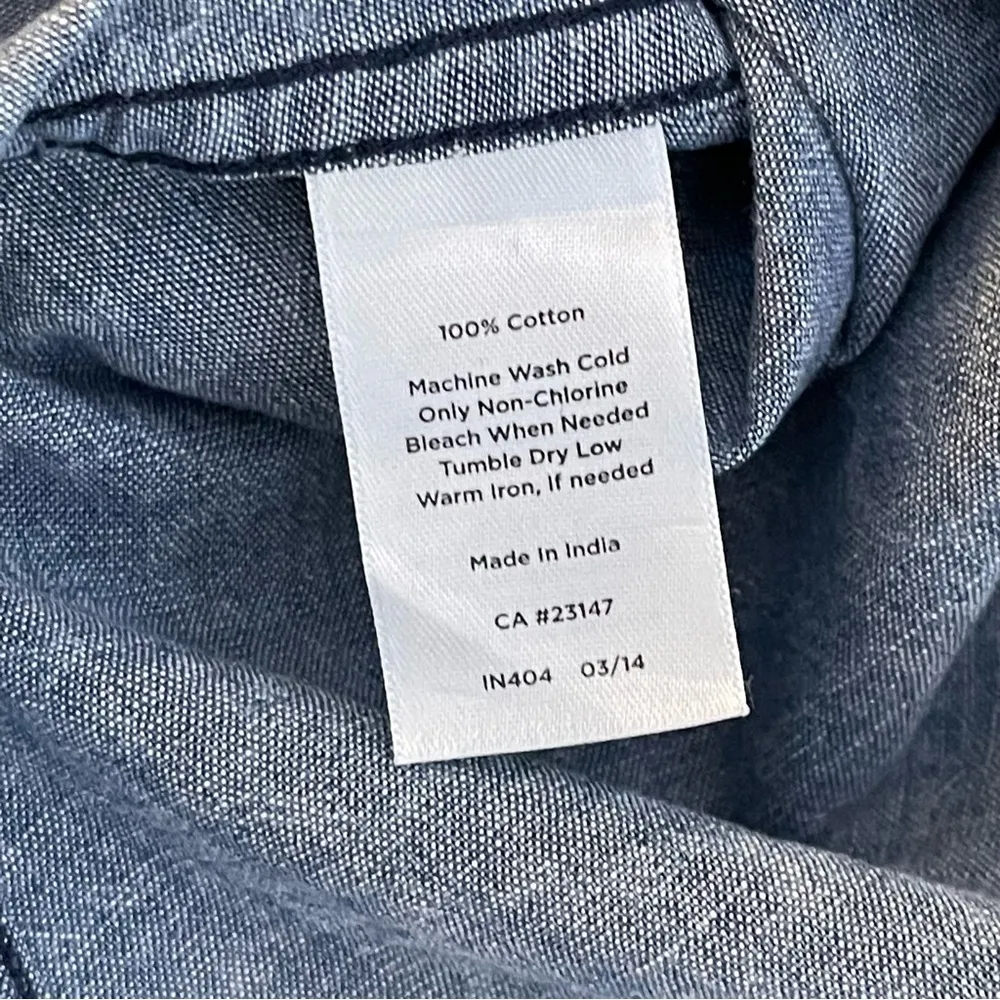 100% Cotton
Machine Wash Cold
Only Non-Chlorine
Bleach When Needed
Tumble Dry Low
Warm Iron, If needed
Made In India
CA #23147
IN404 03/14